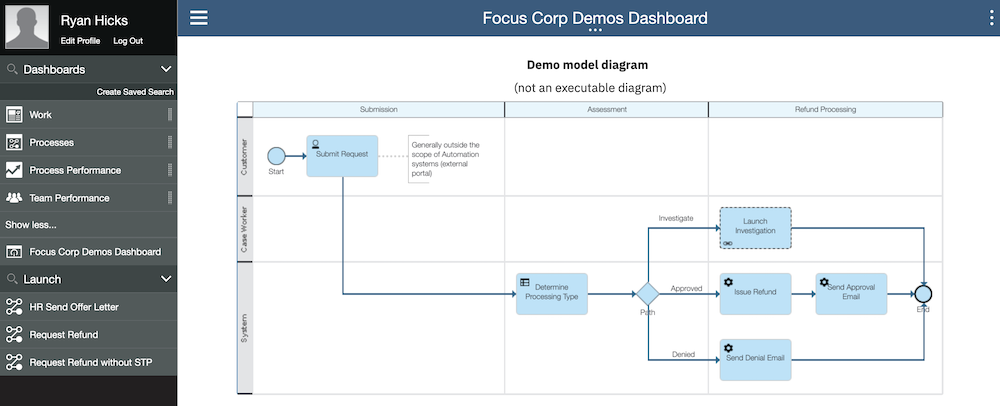 Ryan Hicks
Edit Profile Log Out
Dashboards
Create Saved Search
Work
Processes
Process Performance
Team Performance
Show less...
Focus Corp Demos Dashboard
Launch
HR Send Offer Letter
Request Refund
Request Refund without STP
Focus Corp Demos Dashboard
Demo model diagram
(not an executable diagram)
Submission Assessment Refund Processing
Customer
Start
Submit Request
Generally outside the
scope of Automation
systems (external
portal)
Case Worker
Investigate
Launch
Investigation
System
Determine
Processing Type
Path
Approved
Issue Refund
Send Approval
Email
End
Denied
Send Denial Email